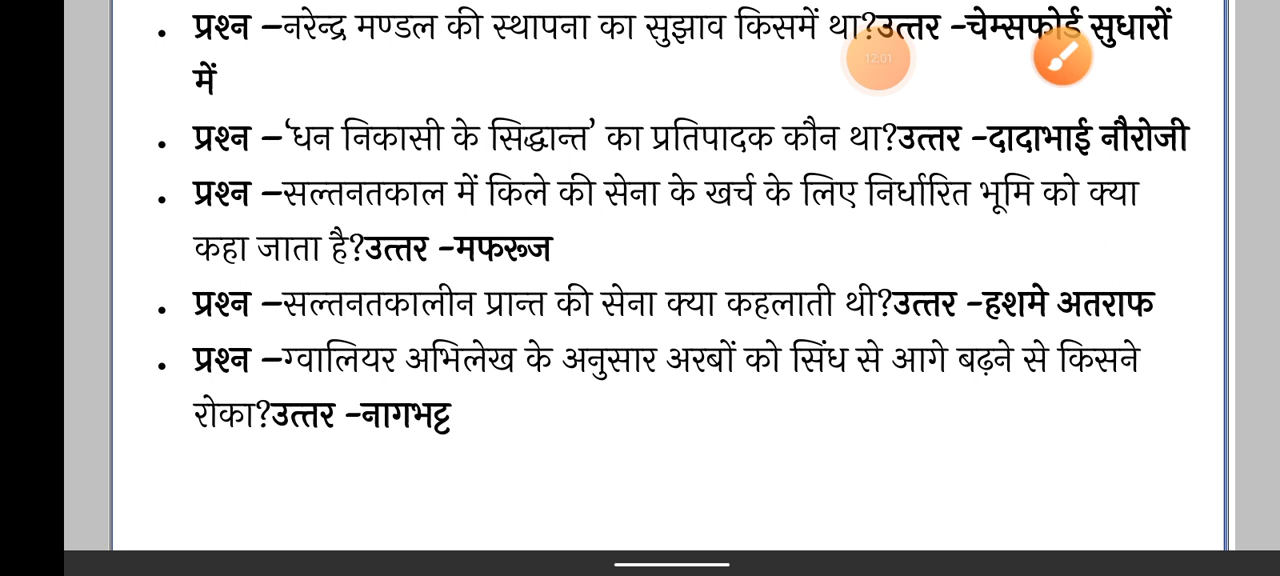 • प्रश्न –नरेन्द्र मण्डल की स्थापना का सुझाव किसमें था?उत्तर -चेम्सफोर्ड सुधारों
में
12:01
• प्रश्न –‘धन निकासी के सिद्धान्त’ का प्रतिपादक कौन था?उत्तर -दादाभाई नौरोजी
• प्रश्न –सल्तनतकाल में किले की सेना के खर्च के लिए निर्धारित भूमि को क्या
कहा जाता है?उत्तर -मफरूज
• प्रश्न –सल्तनतकालीन प्रान्त की सेना क्या कहलाती थी?उत्तर -हशमे अतराफ
• प्रश्न –ग्वालियर अभिलेख के अनुसार अरबों को सिंध से आगे बढ़ने से किसने
रोका?उत्तर -नागभट्ट